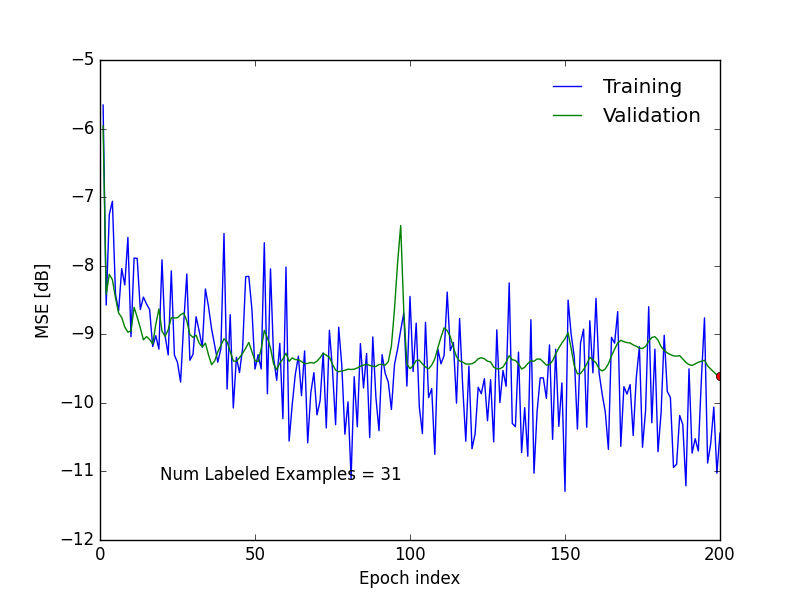 −5
−6
−7
−8
−9
−10
−11
−12
MSE [dB]
Training
Validation
Num Labeled Examples = 31
0
50
100
150
200
Epoch index